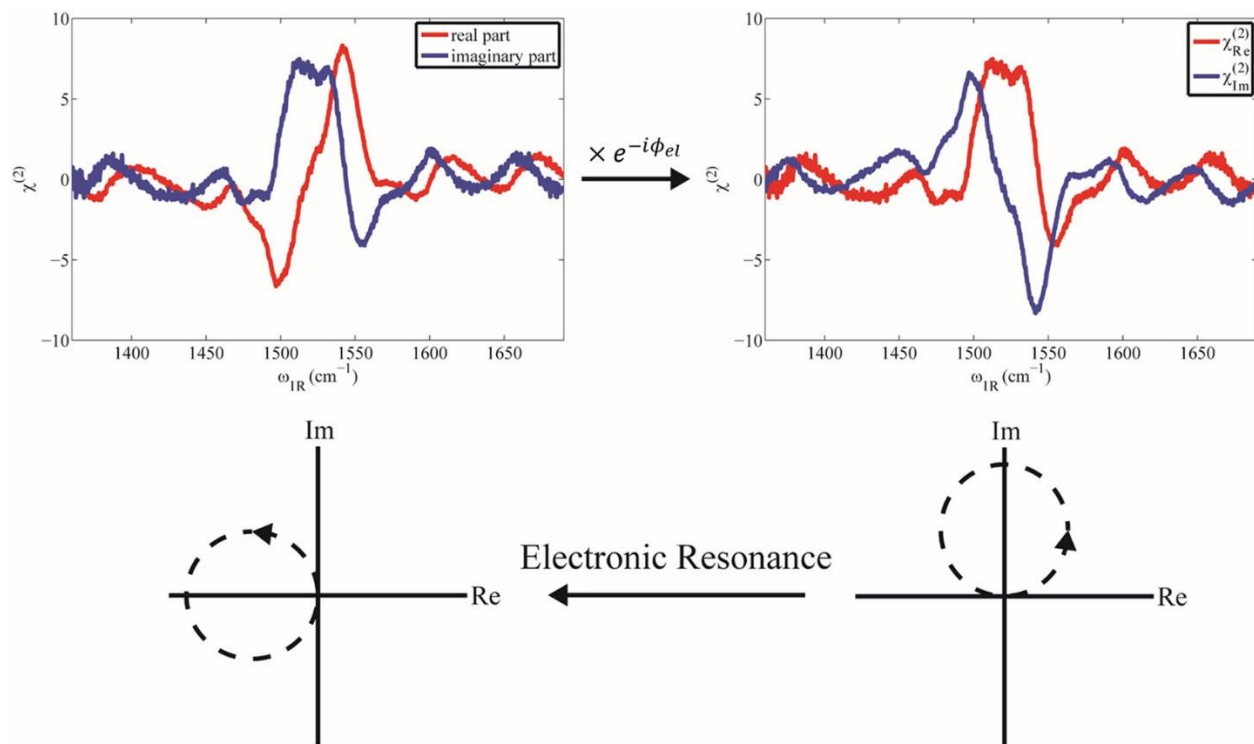 10
5
0
−5
−10
χ(2)
real part
imaginary part
1400 1450 1500 1550 1600 1650
ωIR(cm−1)
× e−iϕel
10
5
0
−5
−10
χ(2)
χRe(2)
χIm(2)
1400 1450 1500 1550 1600 1650
ωIR(cm−1)
Im
Re
Electronic Resonance
Im
Re